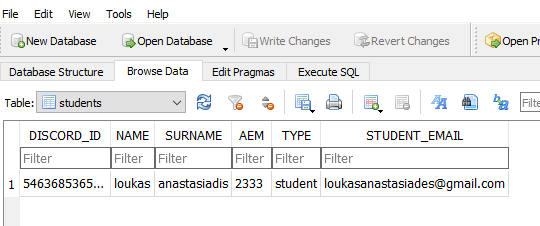 File Edit View Tools Help
New Database Open Database Write Changes Revert Changes Open Pr
Database Structure Browse Data Edit Pragmas Execute SQL
Table: students Filte
DISCORD_ID NAME SURNAME AEM TYPE STUDENT_EMAIL
Filter Filter Filter Filter Filter Filter
1 5463685365... loukas anastasiadis 2333 student loukasanastasiades@gmail.com